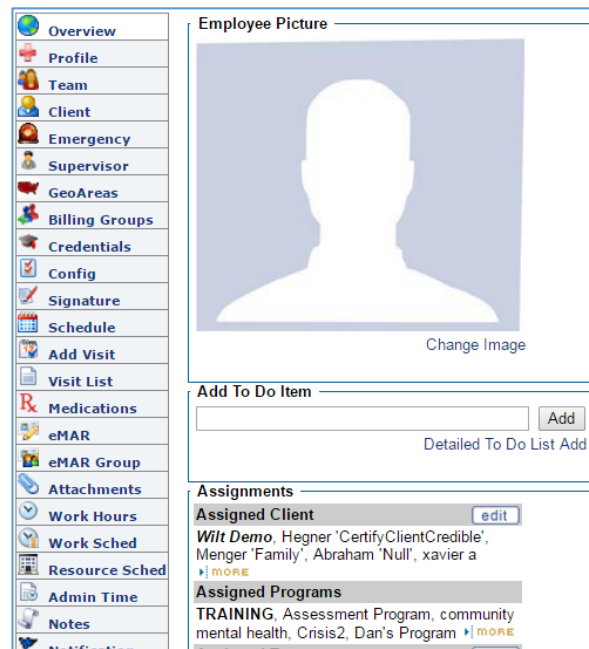 Overview
Profile
Team
Client
Emergency
Supervisor
GeoAreas
Billing Groups
Credentials
Config
Signature
Schedule
Add Visit
Visit List
Medications
eMAR
eMAR Group
Attachments
Work Hours
Work Sched
Resource Sched
Admin Time
Notes
Employee Picture
Change Image
Add To Do Item
Add
Detailed To Do List Add
Assignments
Assigned Client edit
Wilt Demo, Hegner 'CertifyClientCredible',
Menger 'Family', Abraham 'Null', xavier a
MORE
Assigned Programs
TRAINING, Assessment Program, community
mental health, Crisis2, Dan's Program MORE